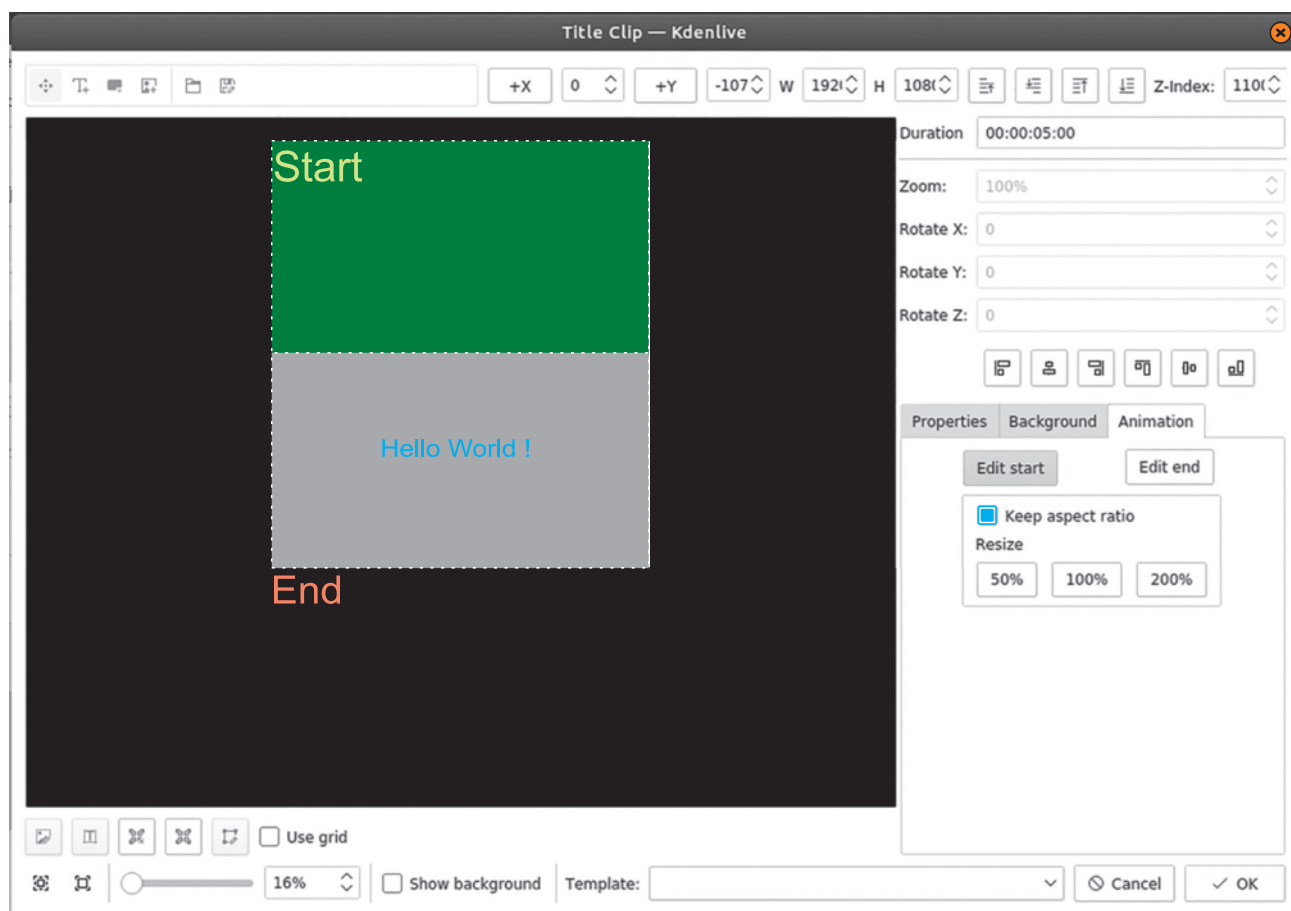 Title Clip — Kdenlive
+X 0 +Y -107 W 192 H 108 Z-Index: 110
Duration 00:00:05:00
Start
Zoom: 100%
Rotate X: 0
Rotate Y: 0
Rotate Z: 0
Properties Background Animation
Hello World !
Edit start Edit end
Keep aspect ratio
Resize
50% 100% 200%
End
Use grid
16% Show background Template: Cancel OK